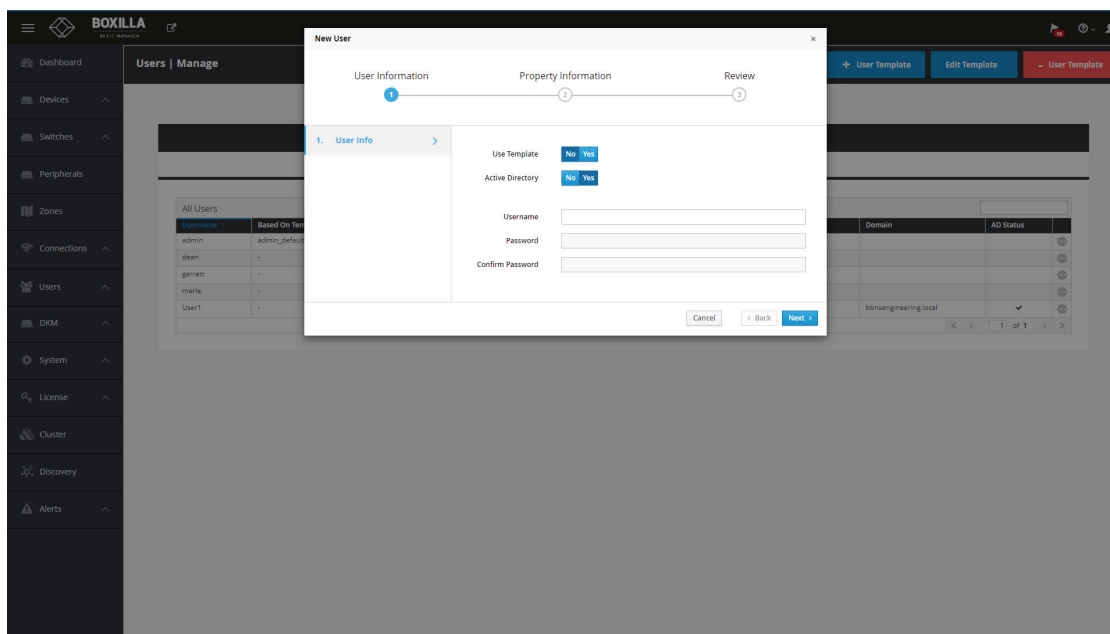 BOXILLA
New User
Users | Manage
+ User Template
Edit Template
- User Template
Dashboard
Devices
Switches
Peripherals
Zones
Connections
Users
DKM
System
License
Cluster
Discovery
Alerts
User Information
Property Information
Review
1
2
3
1. User Info
Use Template
No Yes
Active Directory
No Yes
Username
Password
Confirm Password
Cancel
< Back
Next >
All Users
Username
Based On Tem
Domain
AD Status
admin
admin_default
dean
-
garrett
-
merle
-
User1
-
bbnsengineering.local
1 of 1